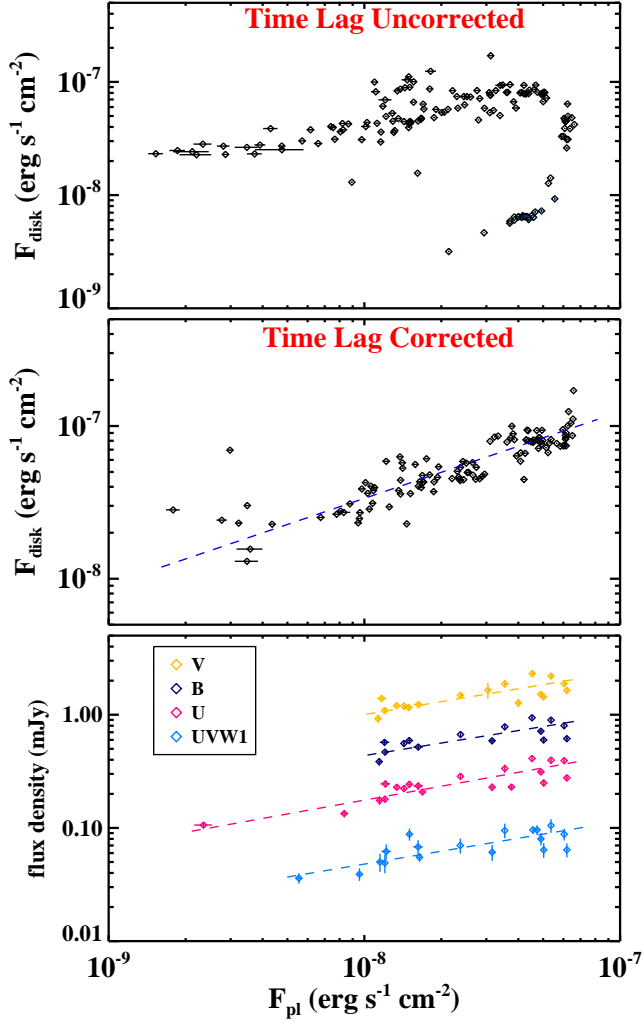 Time Lag Uncorrected
10⁻⁷
10⁻⁸
10⁻⁹
F_disk (erg s⁻¹ cm⁻²)
Time Lag Corrected
10⁻⁷
10⁻⁸
F_disk (erg s⁻¹ cm⁻²)
V
B
U
UVW1
1.00
0.10
0.01
flux density (mJy)
10⁻⁹
10⁻⁸
10⁻⁷
F_pl (erg s⁻¹ cm⁻²)